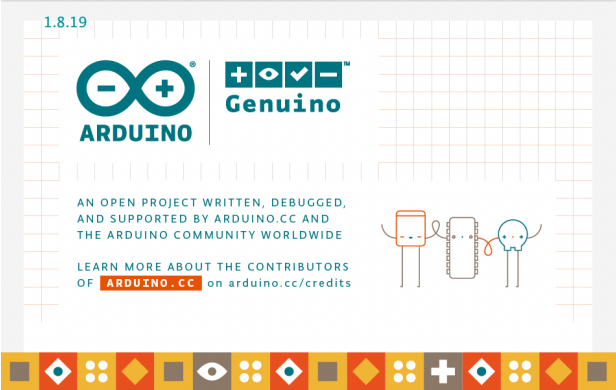 1.8.19
ARDUINO
Genuino
AN OPEN PROJECT WRITTEN, DEBUGGED,
AND SUPPORTED BY ARDUINO.CC AND
THE ARDUINO COMMUNITY WORLDWIDE
LEARN MORE ABOUT THE CONTRIBUTORS
OF ARDUINO.CC on arduino.cc/credits